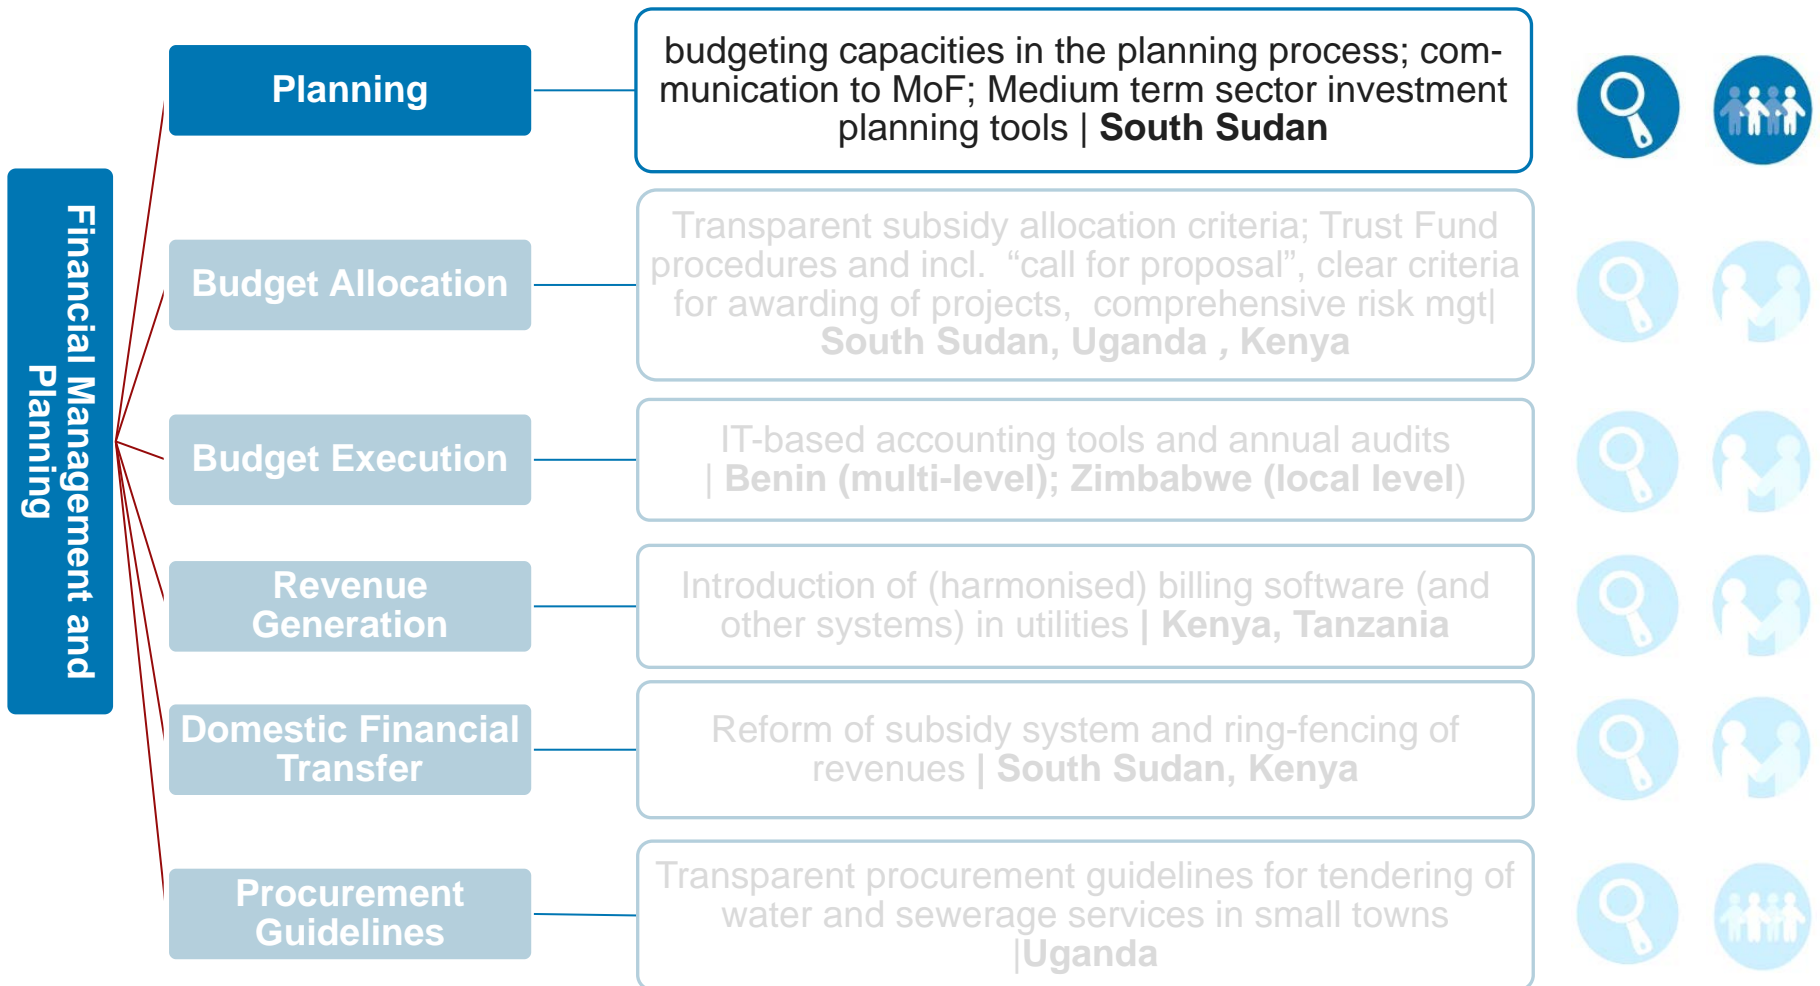 Financial Management and
Planning
Planning
budgeting capacities in the planning process; com-
munication to MoF; Medium term sector investment
planning tools | South Sudan
Budget Allocation
Transparent subsidy allocation criteria; Trust Fund
procedures and incl. “call for proposal”, clear criteria
for awarding of projects, comprehensive risk mgt|
South Sudan, Uganda , Kenya
Budget Execution
IT-based accounting tools and annual audits
| Benin (multi-level); Zimbabwe (local level)
Revenue
Generation
Introduction of (harmonised) billing software (and
other systems) in utilities | Kenya, Tanzania
Domestic Financial
Transfer
Reform of subsidy system and ring-fencing of
revenues | South Sudan, Kenya
Procurement
Guidelines
Transparent procurement guidelines for tendering of
water and sewerage services in small towns
|Uganda